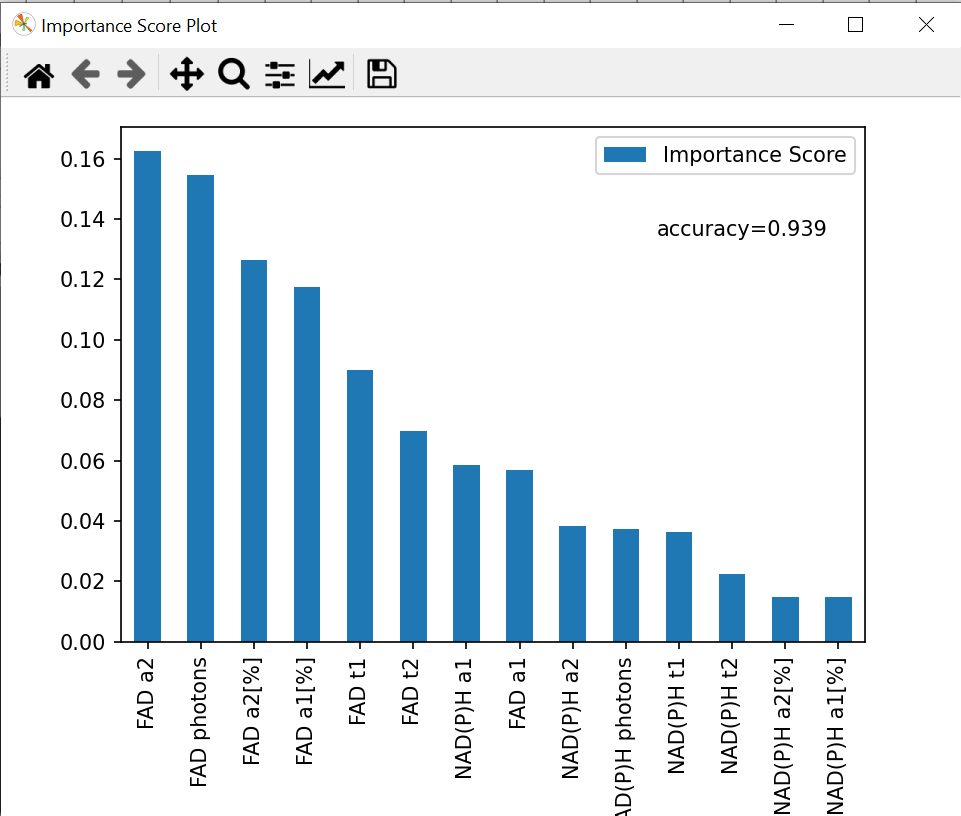 Importance Score Plot
Importance Score
accuracy=0.939
0.16
0.14
0.12
0.10
0.08
0.06
0.04
0.02
0.00
FAD a2
FAD photons
FAD a2[%]
FAD a1[%]
FAD t1
FAD t2
NAD(P)H a1
FAD a1
NAD(P)H a2
AD(P)H photons
NAD(P)H t1
NAD(P)H t2
NAD(P)H a2[%]
NAD(P)H a1[%]